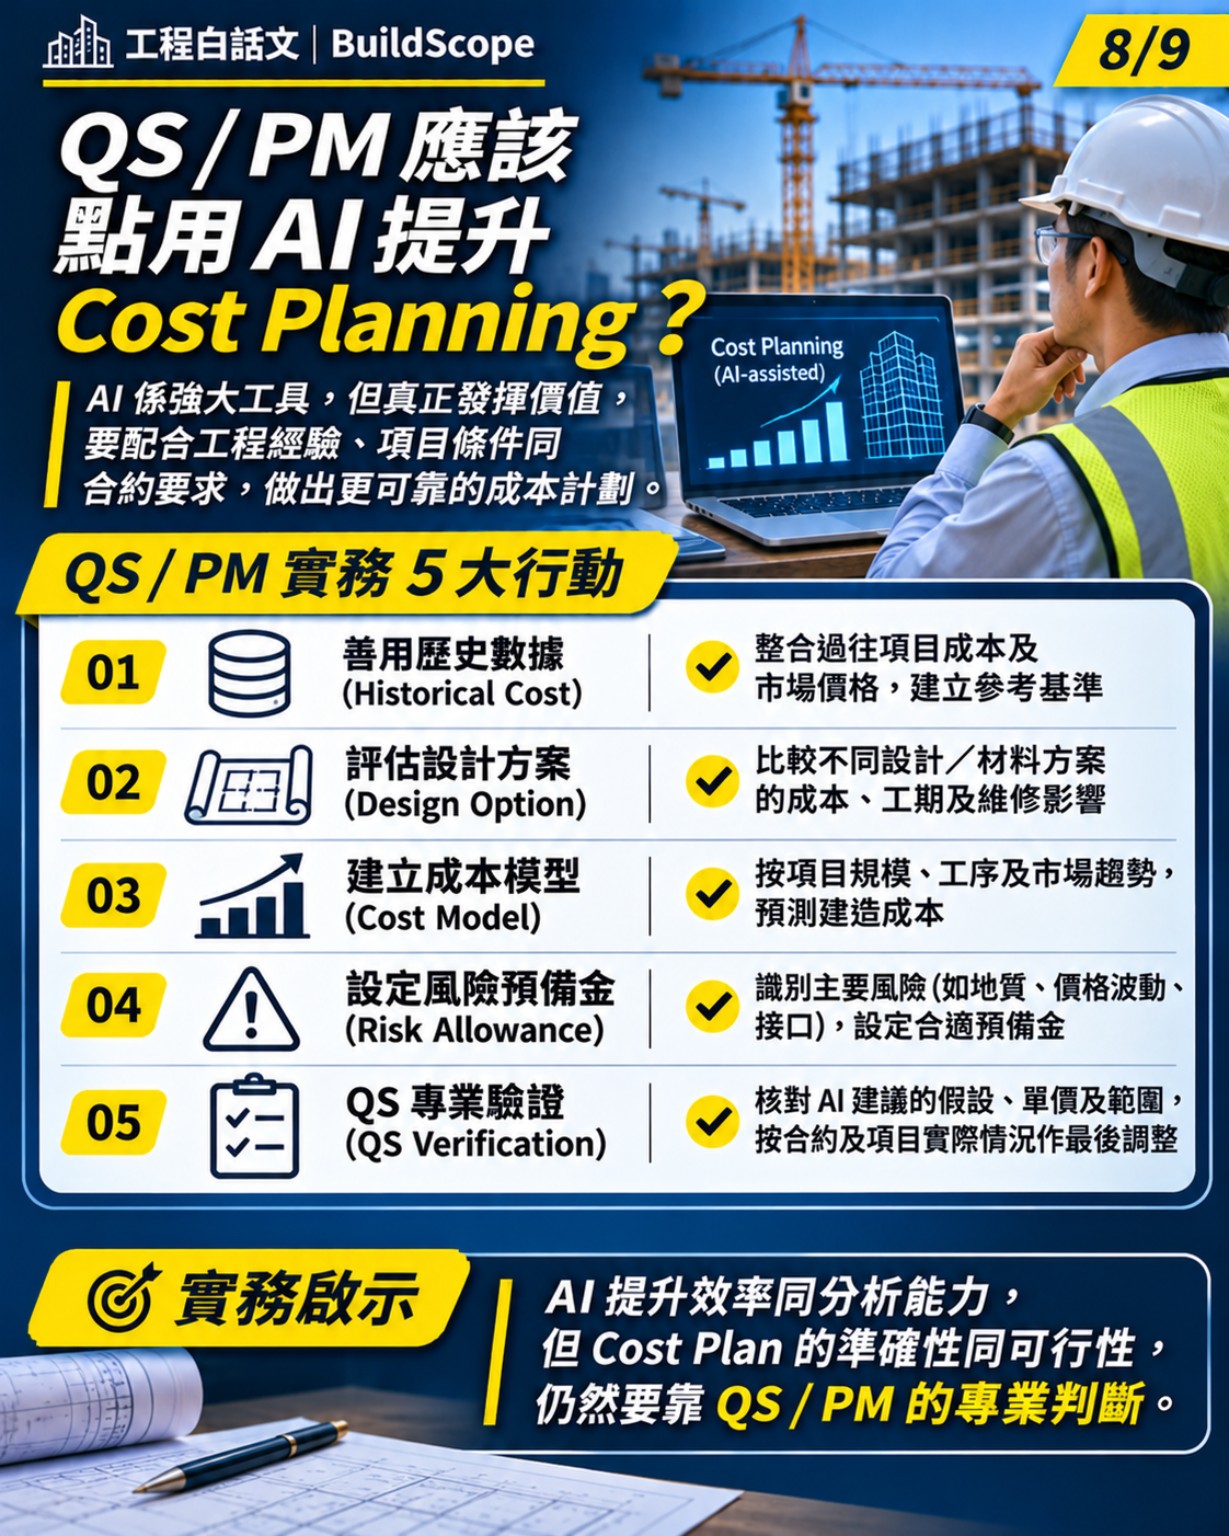 工程白話文 | BuildScope
8/9
QS / PM 應該
點用 AI 提升
Cost Planning？
AI 係強大工具，但真正發揮價值，
要配合工程經驗、項目條件同
合約要求，做出更可靠的成本計劃。
Cost Planning
(AI-assisted)
QS / PM 實務 5 大行動
01
善用歷史數據
(Historical Cost)
整合過往項目成本及
市場價格，建立參考基準
02
評估設計方案
(Design Option)
比較不同設計／材料方案
的成本、工期及維修影響
03
建立成本模型
(Cost Model)
按項目規模、工序及市場趨勢，
預測建造成本
04
設定風險預備金
(Risk Allowance)
識別主要風險 (如地質、價格波動、
接口)，設定合適預備金
05
QS 專業驗證
(QS Verification)
核對 AI 建議的假設、單價及範圍，
按合約及項目實際情況作最後調整
實務啟示
AI 提升效率同分析能力，
但 Cost Plan 的準確性同可行性，
仍然要靠 QS / PM 的專業判斷。